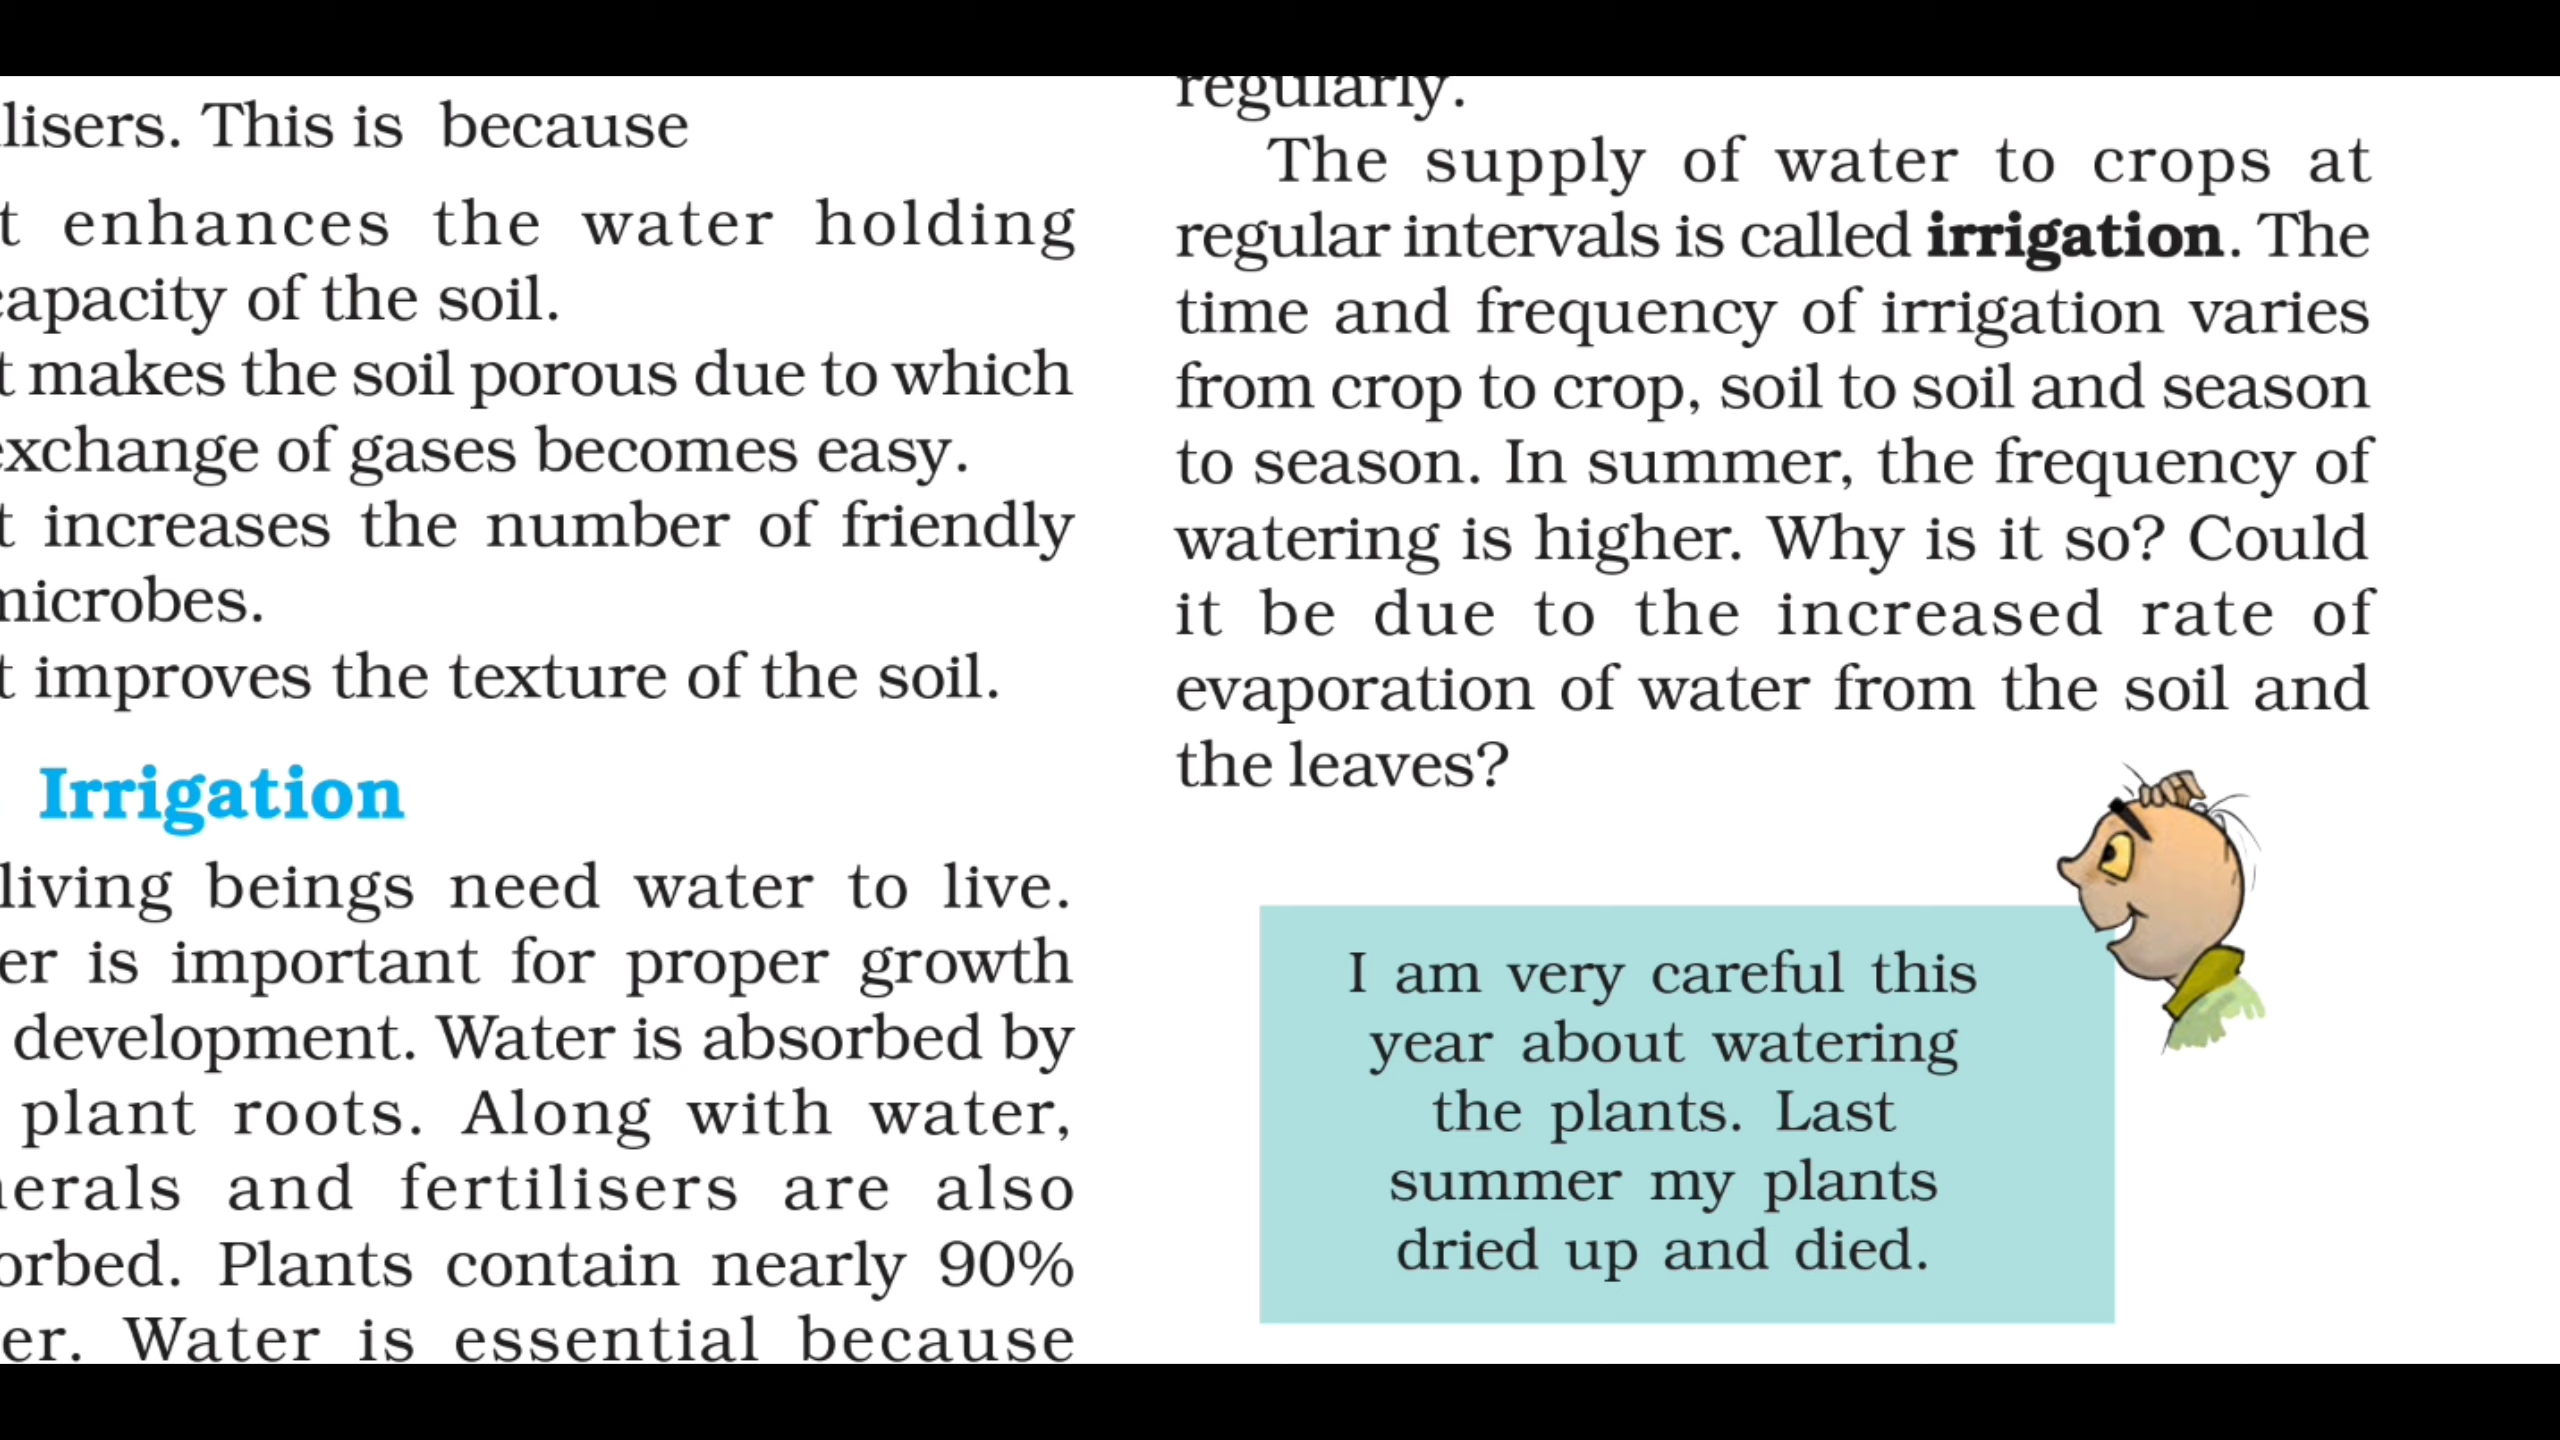 lisers. This is because
t enhances the water holding
capacity of the soil.
t makes the soil porous due to which
exchange of gases becomes easy.
t increases the number of friendly
microbes.
t improves the texture of the soil.
Irrigation
living beings need water to live.
er is important for proper growth
development. Water is absorbed by
plant roots. Along with water,
erals and fertilisers are also
orbed. Plants contain nearly 90%
er. Water is essential because
regularly.
The supply of water to crops at
regular intervals is called irrigation. The
time and frequency of irrigation varies
from crop to crop, soil to soil and season
to season. In summer, the frequency of
watering is higher. Why is it so? Could
it be due to the increased rate of
evaporation of water from the soil and
the leaves?
I am very careful this
year about watering
the plants. Last
summer my plants
dried up and died.